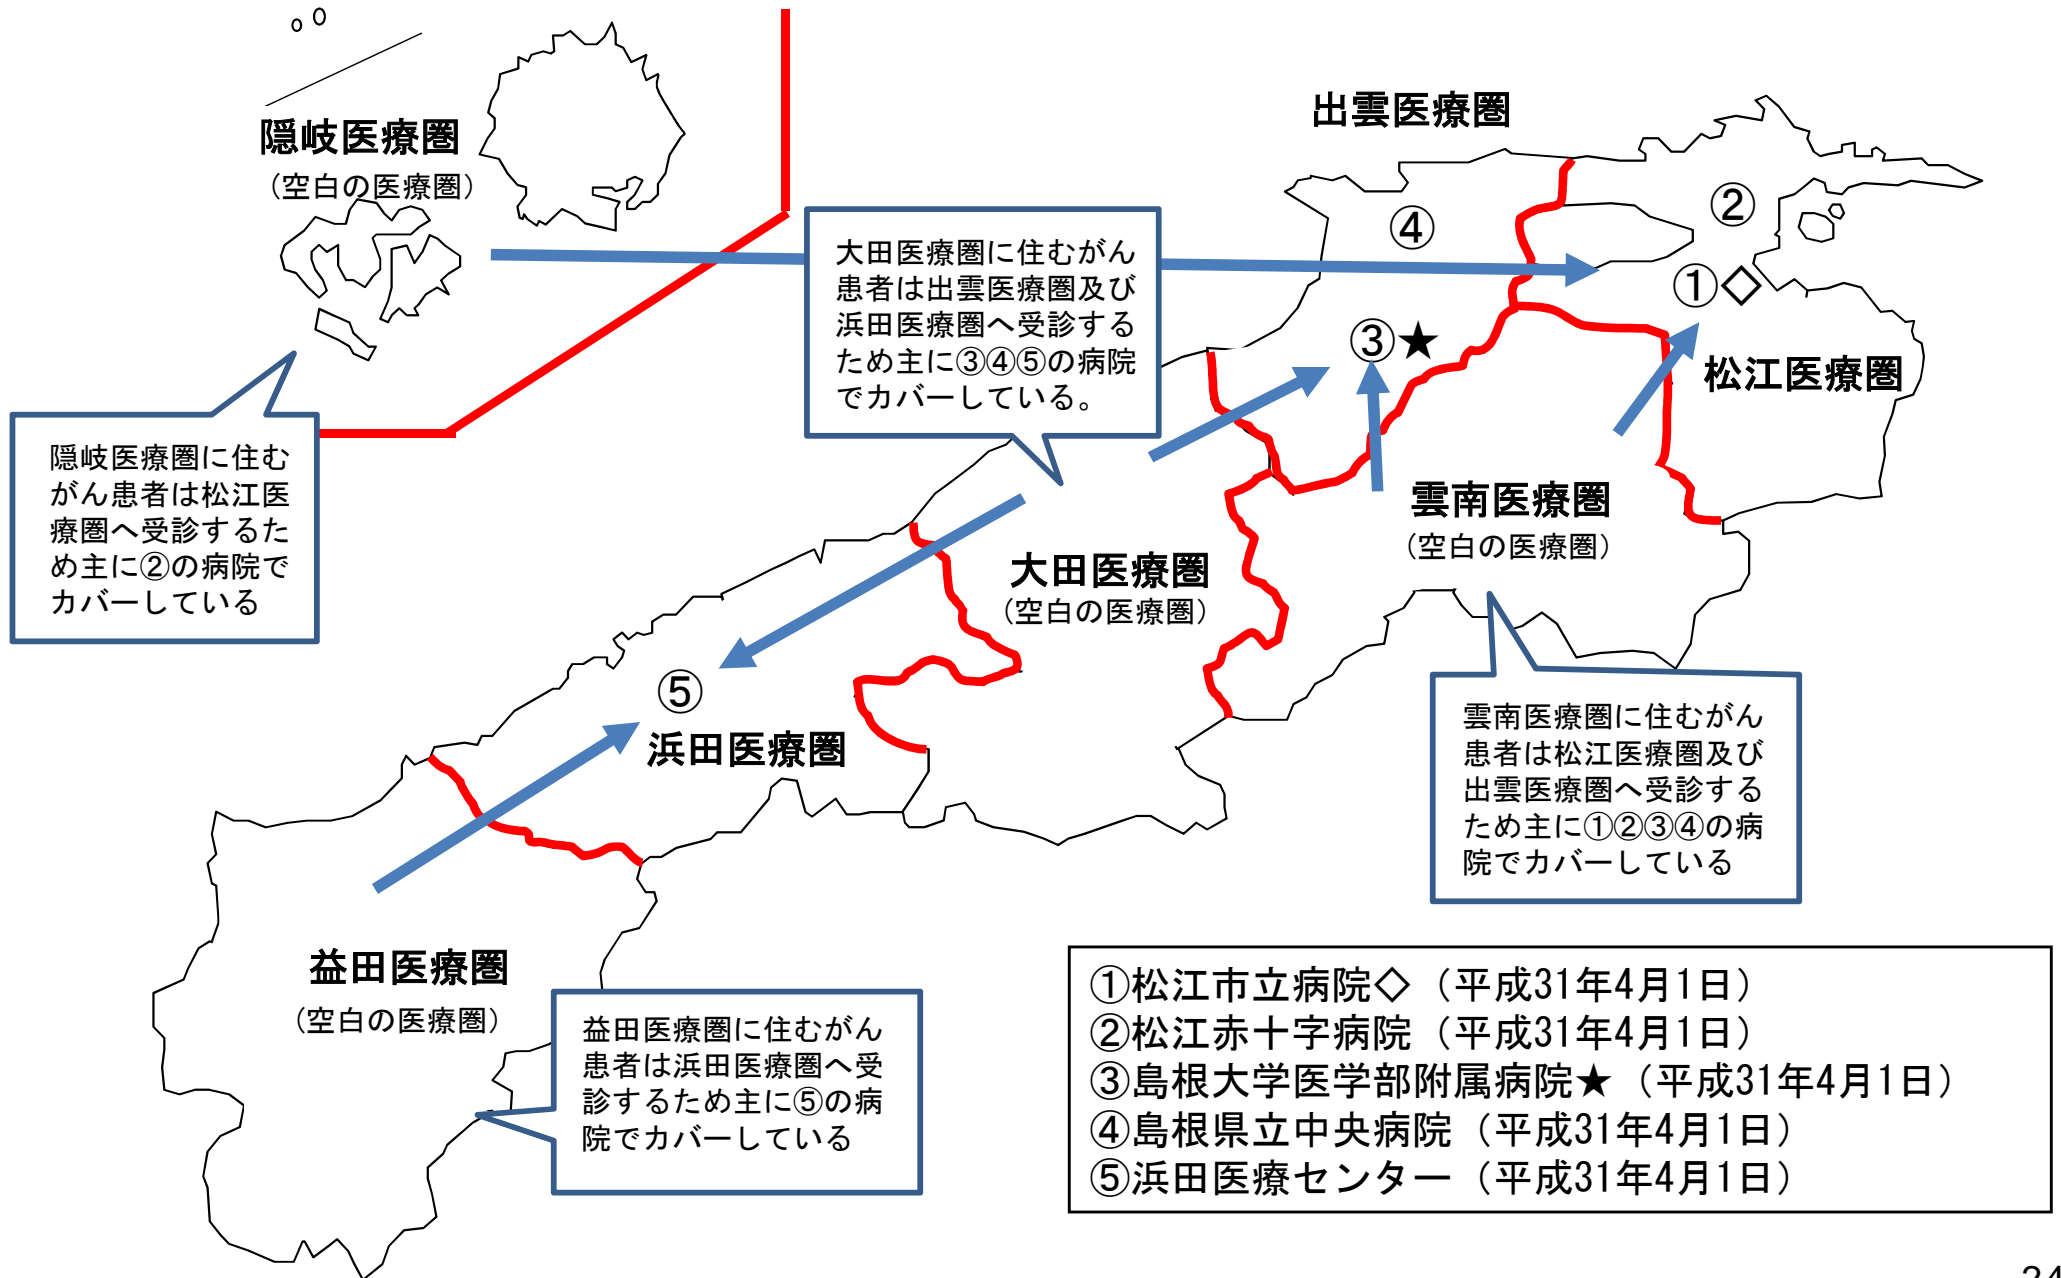 出雲医療圏
隠岐医療圏
（空白の医療圏）
②
④
①◇
③★
松江医療圏
大田医療圏に住むがん
患者は出雲医療圏及び
浜田医療圏へ受診する
ため主に③④⑤の病院
でカバーしている。
隠岐医療圏に住む
がん患者は松江医
療圏へ受診するた
め主に②の病院で
カバーしている
雲南医療圏
（空白の医療圏）
大田医療圏
（空白の医療圏）
⑤
浜田医療圏
雲南医療圏に住むがん
患者は松江医療圏及び
出雲医療圏へ受診する
ため主に①②③④の病
院でカバーしている
益田医療圏
（空白の医療圏）
益田医療圏に住むがん
患者は浜田医療圏へ受
診するため主に⑤の病
院でカバーしている
①松江市立病院◇（平成31年4月1日）
②松江赤十字病院（平成31年4月1日）
③島根大学医学部附属病院★（平成31年4月1日）
④島根県立中央病院（平成31年4月1日）
⑤浜田医療センター（平成31年4月1日）
24